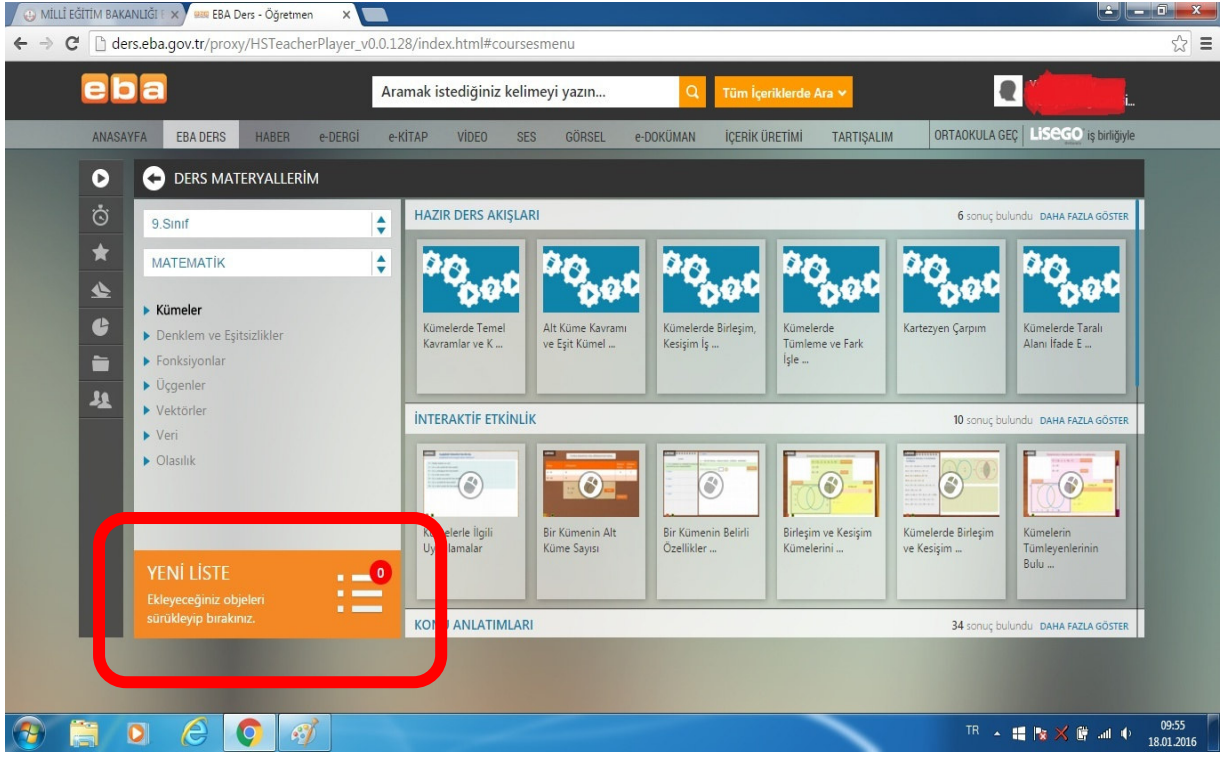 MİLLİ EĞİTİM BAKANLIĞI E
EBA Ders - Öğretmen
ders.eba.gov.tr/proxy/HSTeacherPlayer_v0.0.128/index.html#coursesmenu
eba
Aramak istediğiniz kelimeyi yazın...
Tüm İçeriklerde Ara
ANASAYFA EBA DERS HABER e-DERGİ e-KİTAP VİDEO SES GÖRSEL e-DOKÜMAN İÇERİK ÜRETİMİ TARTIŞALIM ORTAOKULA GEÇ LiSEGO iş birliğiyle
DERS MATERYALLERİM
9.Sınıf
MATEMATİK
Kümeler
Denklem ve Eşitsizlikler
Fonksiyonlar
Üçgenler
Vektörler
Veri
Olasılık
YENİ LİSTE
0
Ekleyeceğiniz objeleri
sürükleyip bırakınız.
HAZIR DERS AKIŞLARI
6 sonuç bulundu DAHA FAZLA GÖSTER
Kümelerde Temel
Kavramlar ve K ...
Alt Küme Kavramı
ve Eşit Kümel ...
Kümelerde Birleşim,
Kesişim İş ...
Kümelerde
Tümleme ve Fark
İşle ...
Kartezyen Çarpım
Kümelerde Taralı
Alanı İfade E ...
İNTERAKTİF ETKİNLİK
10 sonuç bulundu DAHA FAZLA GÖSTER
Kümelerle İlgili
Uygulamalar
Bir Kümenin Alt
Küme Sayısı
Bir Kümenin Belirli
Özellikler ...
Birleşim ve Kesişim
Kümelerini ...
Kümelerde Birleşim
ve Kesişim ...
Kümelerin
Tümleyenlerinin
Bulu ...
KONU ANLATIMLARI
34 sonuç bulundu DAHA FAZLA GÖSTER
TR
09:55
18.01.2016